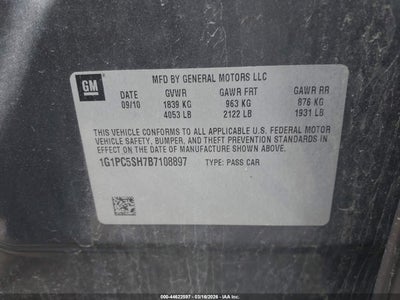 GM
MFD BY GENERAL MOTORS LLC
DATE GVWR GAWR FRT GAWR RR
09/10 1839 KG 963 KG 876 KG
4053 LB 2122 LB 1931 LB
THIS VEHICLE CONFORMS TO ALL APPLICABLE U.S. FEDERAL MOTOR
VEHICLE SAFETY, BUMPER, AND THEFT PREVENTION STANDARDS IN
EFFECT ON THE DATE OF MANUFACTURE SHOWN ABOVE.
1G1PC5SH7B7108897 TYPE: PASS CAR
000-44622597 - 03/16/2026 - IAA Inc.